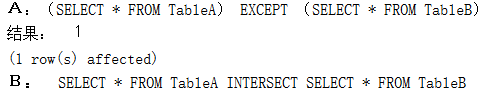 A: (SELECT * FROM TableA) EXCEPT (SELECT * FROM TableB)
结果: 1
(1 row(s) affected)
B: SELECT * FROM TableA INTERSECT SELECT * FROM TableB